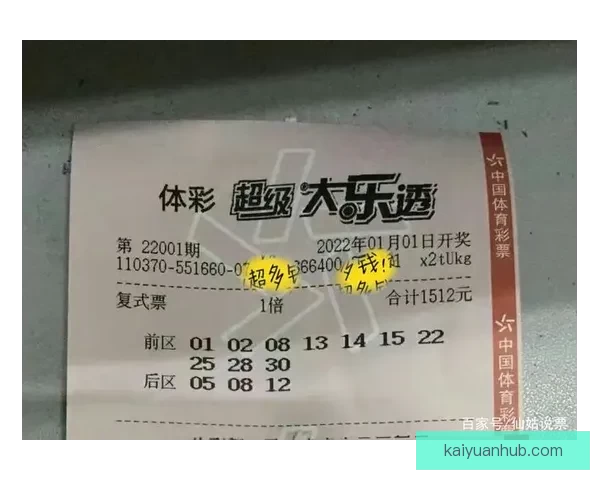 体彩 超级大乐透
第 22001期 2022年01月01日开奖
110370-551660-0 66400 1 x2tUkg
超多 多钱!
复式票 1倍 合计1512元
前区 01 02 08 13 14 15 22
25 28 30
后区 05 08 12
中国体育彩票
中国体育彩
百家号/仙姑说票
kaiyuanhub.com